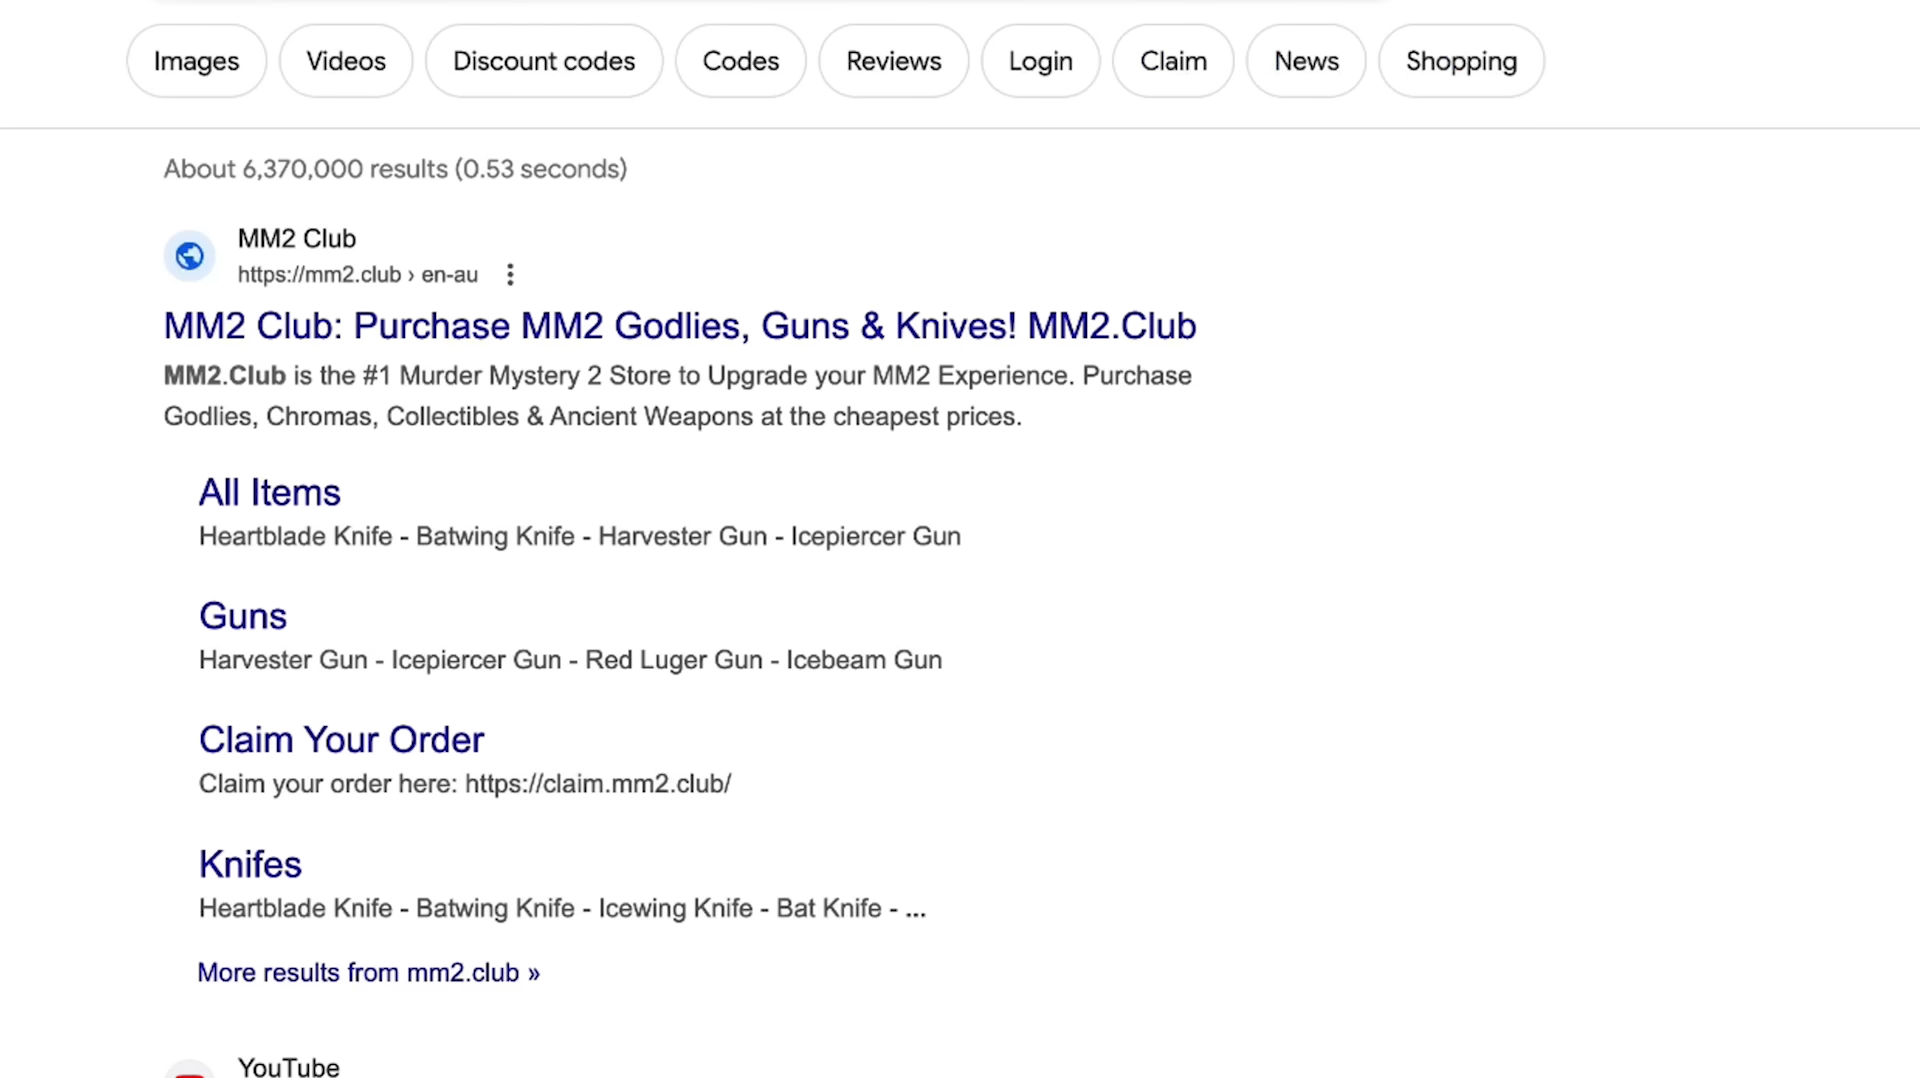 Images Videos Discount codes Codes Reviews Login Claim News Shopping
About 6,370,000 results (0.53 seconds)
MM2 Club
https://mm2.club › en-au
MM2 Club: Purchase MM2 Godlies, Guns & Knives! MM2.Club
MM2.Club is the #1 Murder Mystery 2 Store to Upgrade your MM2 Experience. Purchase
Godlies, Chromas, Collectibles & Ancient Weapons at the cheapest prices.
All Items
Heartblade Knife - Batwing Knife - Harvester Gun - Icepiercer Gun
Guns
Harvester Gun - Icepiercer Gun - Red Luger Gun - Icebeam Gun
Claim Your Order
Claim your order here: https://claim.mm2.club/
Knifes
Heartblade Knife - Batwing Knife - Icewing Knife - Bat Knife - ...
More results from mm2.club »
YouTube